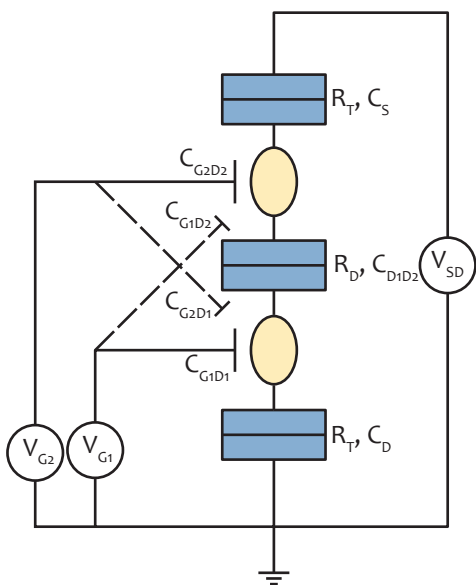 R_T, C_S
C_G2D2
C_G1D2
R_D, C_D1D2
V_SD
C_G2D1
C_G1D1
R_T, C_D
V_G2
V_G1